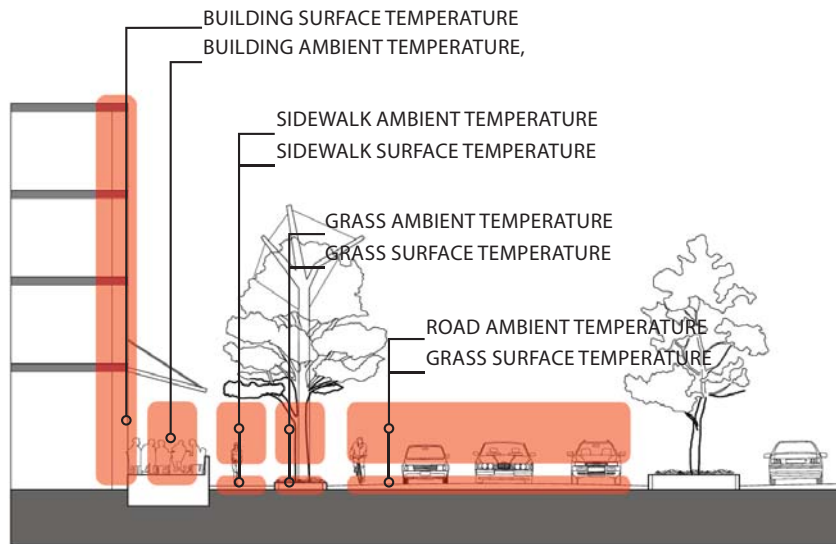 BUILDING SURFACE TEMPERATURE
BUILDING AMBIENT TEMPERATURE,
SIDEWALK AMBIENT TEMPERATURE
SIDEWALK SURFACE TEMPERATURE
GRASS AMBIENT TEMPERATURE
GRASS SURFACE TEMPERATURE
ROAD AMBIENT TEMPERATURE
GRASS SURFACE TEMPERATURE